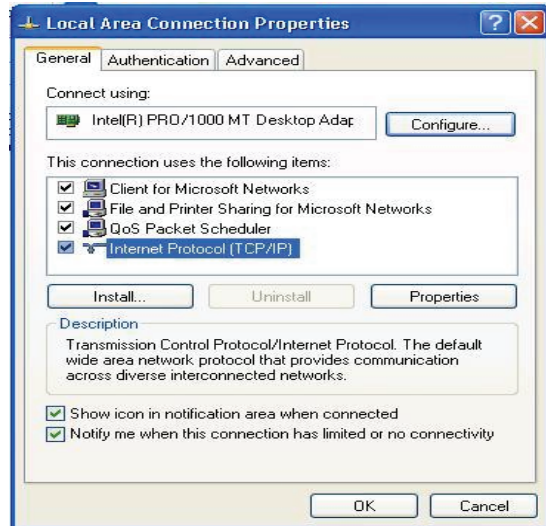 Local Area Connection Properties
General Authentication Advanced
Connect using:
Intel(R) PRO/1000 MT Desktop Adap
Configure...
This connection uses the following items:
Client for Microsoft Networks
File and Printer Sharing for Microsoft Networks
QoS Packet Scheduler
Internet Protocol (TCP/IP)
Install... Uninstall Properties
Description
Transmission Control Protocol/Internet Protocol. The default
wide area network protocol that provides communication
across diverse interconnected networks.
Show icon in notification area when connected
Notify me when this connection has limited or no connectivity
OK Cancel